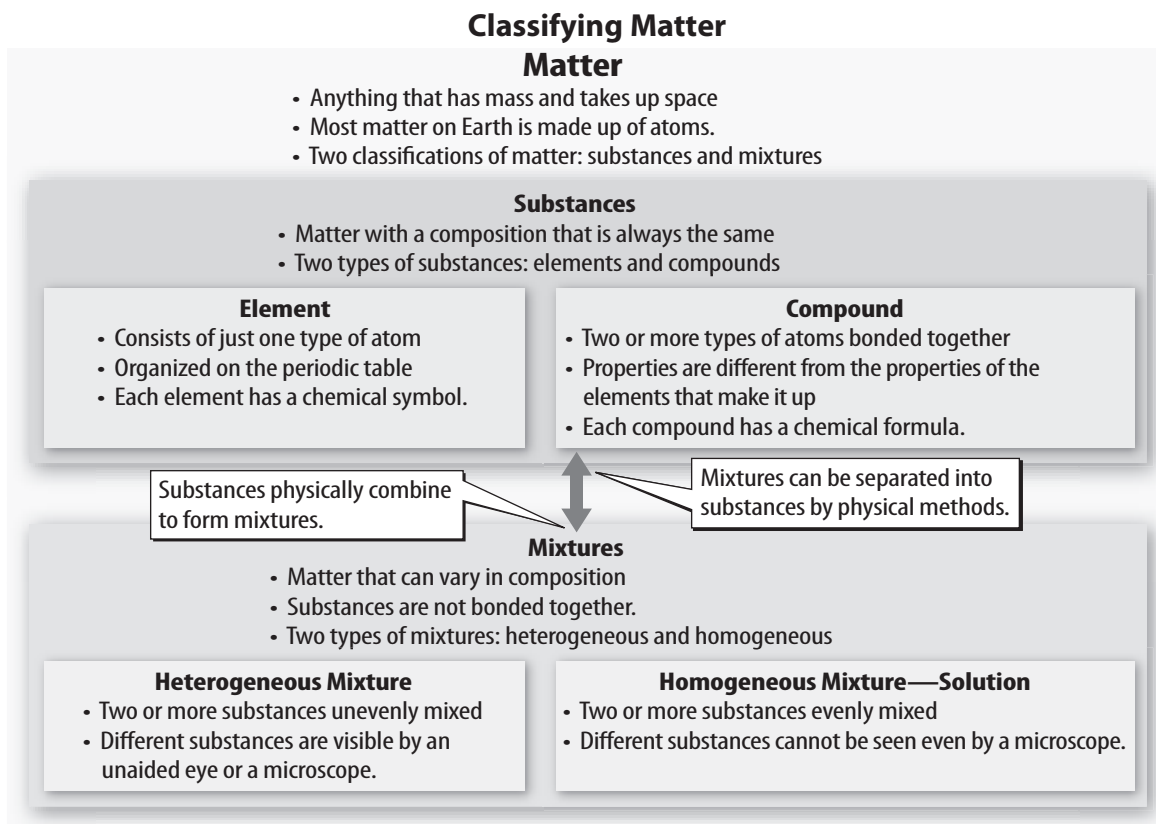 Classifying Matter
Matter
• Anything that has mass and takes up space
• Most matter on Earth is made up of atoms.
• Two classifications of matter: substances and mixtures
Substances
• Matter with a composition that is always the same
• Two types of substances: elements and compounds
Element
• Consists of just one type of atom
• Organized on the periodic table
• Each element has a chemical symbol.
Compound
• Two or more types of atoms bonded together
• Properties are different from the properties of the
elements that make it up
• Each compound has a chemical formula.
Substances physically combine
to form mixtures.
Mixtures can be separated into
substances by physical methods.
Mixtures
• Matter that can vary in composition
• Substances are not bonded together.
• Two types of mixtures: heterogeneous and homogeneous
Heterogeneous Mixture
• Two or more substances unevenly mixed
• Different substances are visible by an
unaided eye or a microscope.
Homogeneous Mixture—Solution
• Two or more substances evenly mixed
• Different substances cannot be seen even by a microscope.